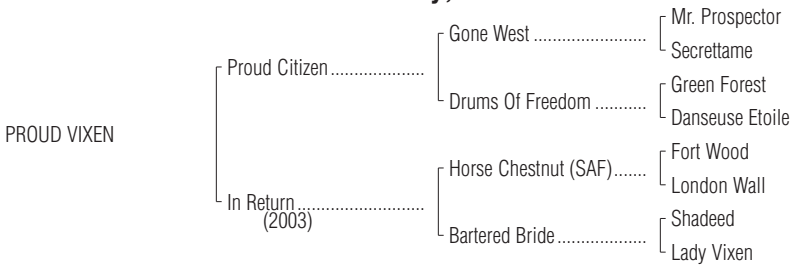 Mr. Prospector
Gone West
Secrettame
Proud Citizen
Green Forest
Drums Of Freedom
Danseuse Etoile
PROUD VIXEN
Fort Wood
Horse Chestnut (SAF)
London Wall
In Return
(2003)
Shadeed
Bartered Bride
Lady Vixen